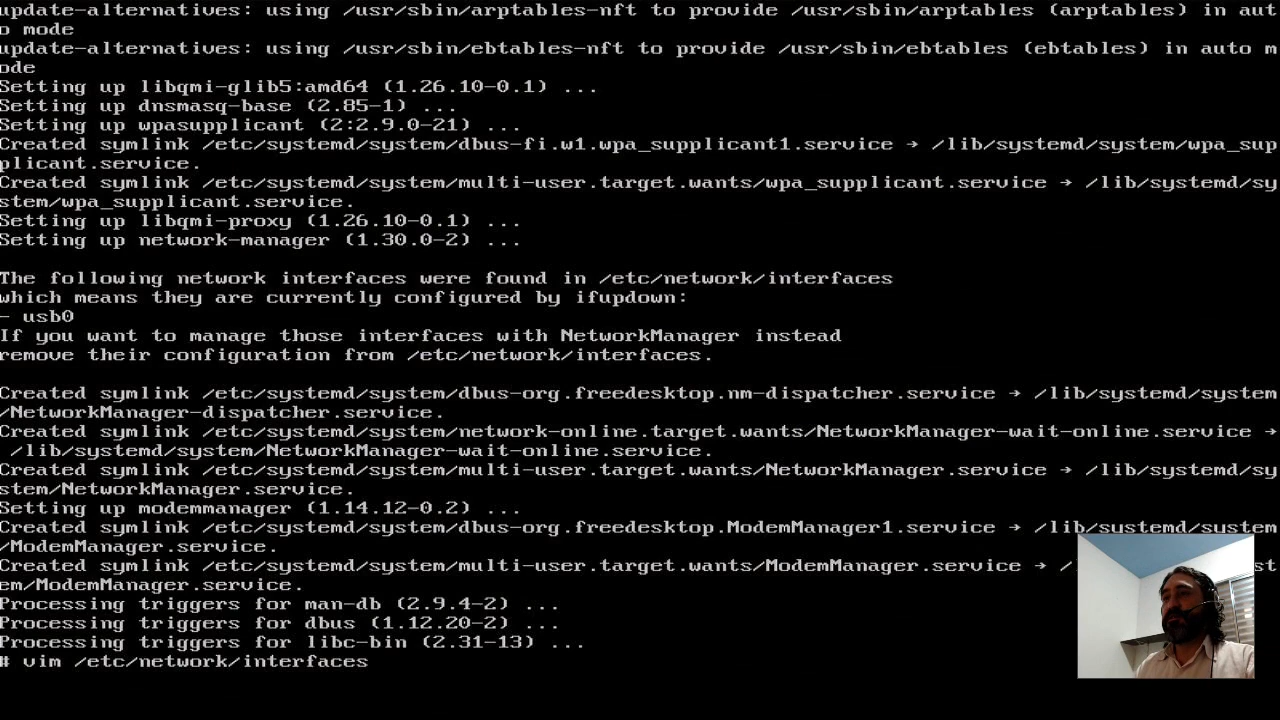 update-alternatives: using /usr/sbin/arptables-nft to provide /usr/sbin/arptables (arptables) in aut
o mode
update-alternatives: using /usr/sbin/ebtables-nft to provide /usr/sbin/ebtables (ebtables) in auto m
ode
Setting up libqmi-glib5:amd64 (1.26.10-0.1) ...
Setting up dnsmasq-base (2.85-1) ...
Setting up wpasupplicant (2:2.9.0-21) ...
Created symlink /etc/systemd/system/dbus-fi.w1.wpa_supplicant1.service → /lib/systemd/system/wpa_sup
plicant.service.
Created symlink /etc/systemd/system/multi-user.target.wants/wpa_supplicant.service → /lib/systemd/sy
stem/wpa_supplicant.service.
Setting up libqmi-proxy (1.26.10-0.1) ...
Setting up network-manager (1.30.0-2) ...
The following network interfaces were found in /etc/network/interfaces
which means they are currently configured by ifupdown:
- usb0
If you want to manage those interfaces with NetworkManager instead
remove their configuration from /etc/network/interfaces.
Created symlink /etc/systemd/system/dbus-org.freedesktop.nm-dispatcher.service → /lib/systemd/system
/NetworkManager-dispatcher.service.
Created symlink /etc/systemd/system/network-online.target.wants/NetworkManager-wait-online.service →
/lib/systemd/system/NetworkManager-wait-online.service.
Created symlink /etc/systemd/system/multi-user.target.wants/NetworkManager.service → /lib/systemd/sy
stem/NetworkManager.service.
Setting up modemmanager (1.14.12-0.2) ...
Created symlink /etc/systemd/system/dbus-org.freedesktop.ModemManager1.service → /lib/systemd/system
/ModemManager.service.
Created symlink /etc/systemd/system/multi-user.target.wants/ModemManager.service → / st
em/ModemManager.service.
Processing triggers for man-db (2.9.4-2) ...
Processing triggers for dbus (1.12.20-2) ...
Processing triggers for libc-bin (2.31-13) ...
# vim /etc/network/interfaces